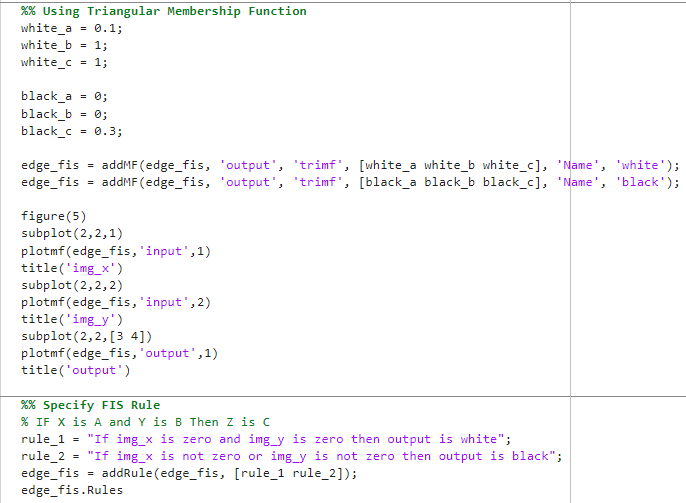 %% Using Triangular Membership Function
white_a = 0.1;
white_b = 1;
white_c = 1;
black_a = 0;
black_b = 0;
black_c = 0.3;
edge_fis = addMF(edge_fis, 'output', 'trimf', [white_a white_b white_c], 'Name', 'white');
edge_fis = addMF(edge_fis, 'output', 'trimf', [black_a black_b black_c], 'Name', 'black');
figure(5)
subplot(2,2,1)
plotmf(edge_fis,'input',1)
title('img_x')
subplot(2,2,2)
plotmf(edge_fis,'input',2)
title('img_y')
subplot(2,2,[3 4])
plotmf(edge_fis,'output',1)
title('output')
%% Specify FIS Rule
% IF X is A and Y is B Then Z is C
rule_1 = "If img_x is zero and img_y is zero then output is white";
rule_2 = "If img_x is not zero or img_y is not zero then output is black";
edge_fis = addRule(edge_fis, [rule_1 rule_2]);
edge_fis.Rules